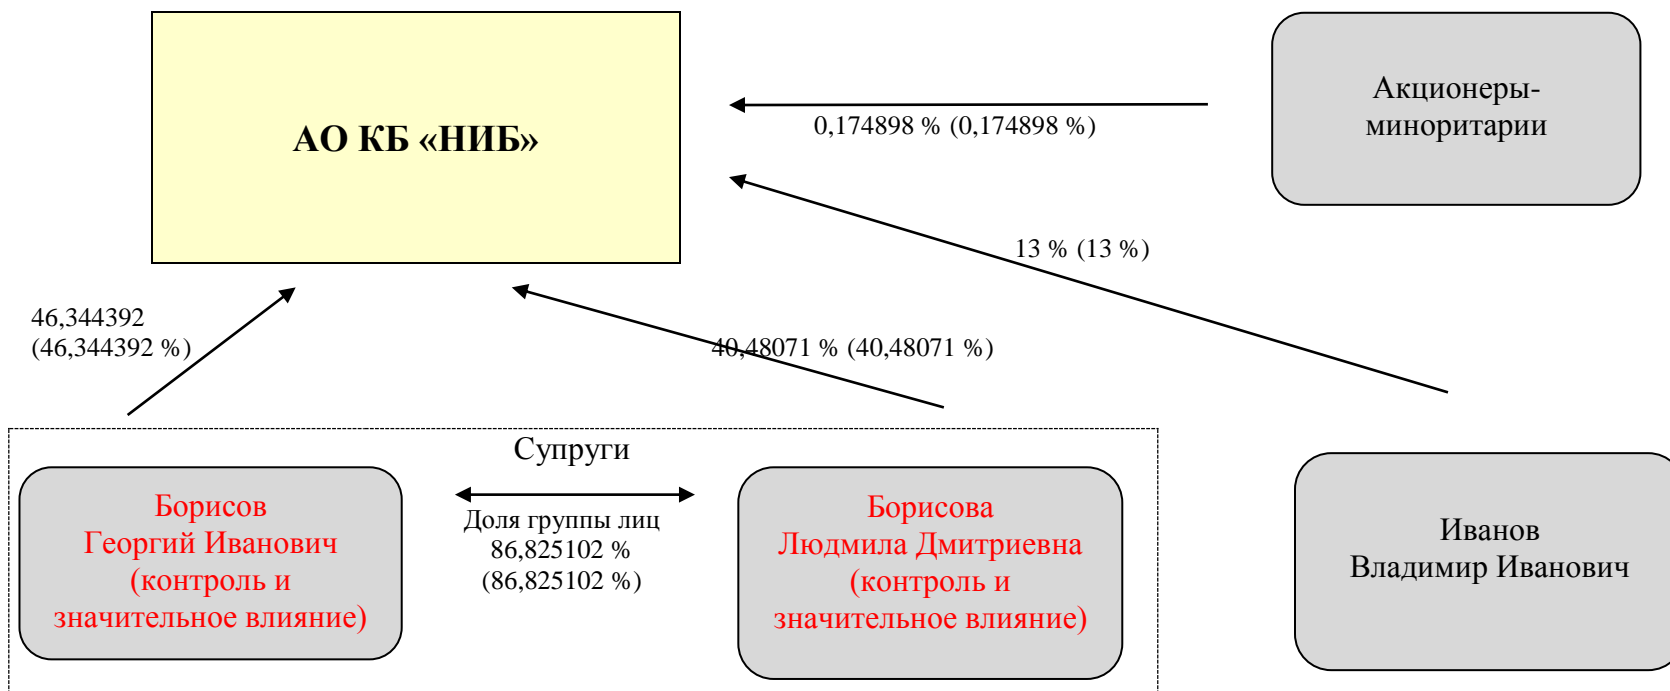 АО КБ «НИБ»
Акционеры-
миноритарии
0,174898 % (0,174898 %)
13 % (13 %)
46,344392
(46,344392 %)
40,48071 % (40,48071 %)
Супруги
Борисов
Георгий Иванович
(контроль и
значительное влияние)
Доля группы лиц
86,825102 %
(86,825102 %)
Борисова
Людмила Дмитриевна
(контроль и
значительное влияние)
Иванов
Владимир Иванович